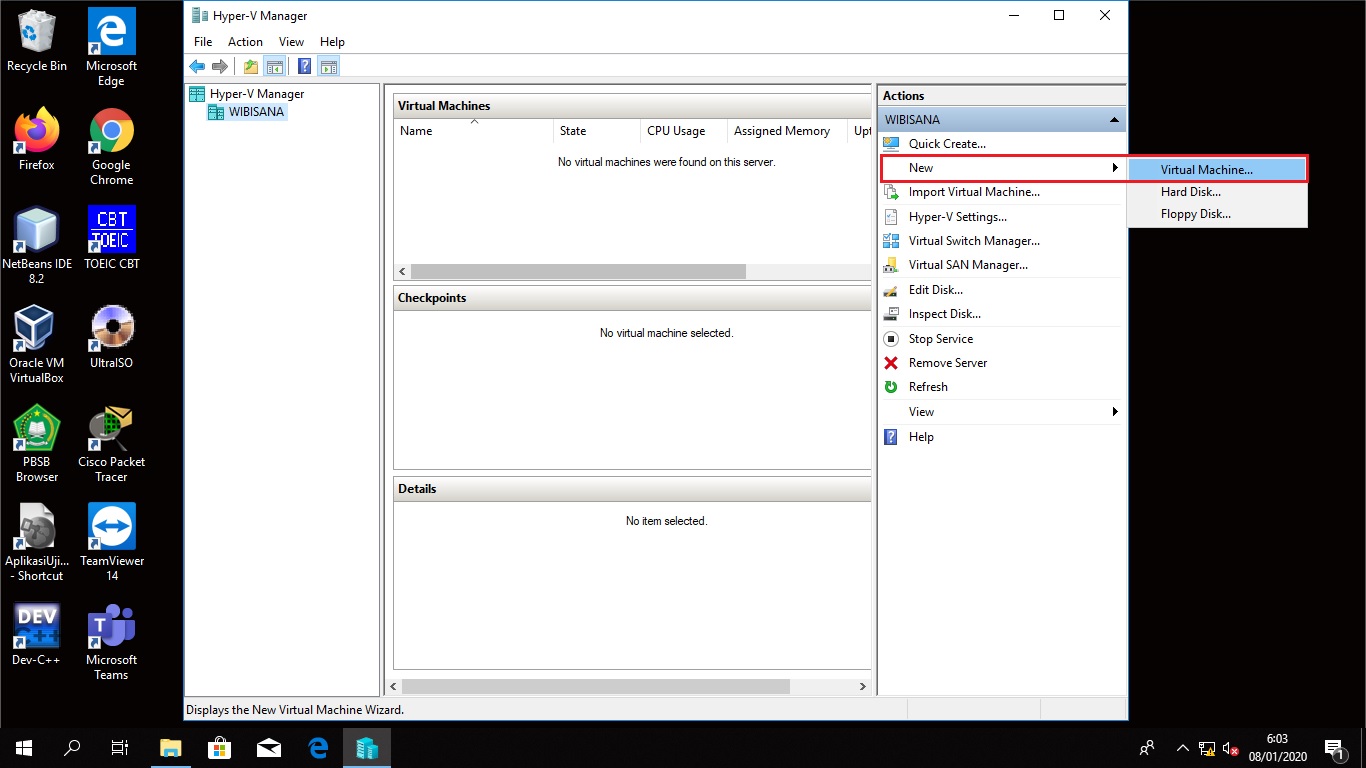 Recycle Bin
Microsoft
Edge
Firefox
Google
Chrome
CBT
TOEIC
NetBeans IDE
8.2
TOEIC CBT
Oracle VM
VirtualBox
UltraISO
PBSB
Browser
Cisco Packet
Tracer
AplikasiUji...
- Shortcut
TeamViewer
14
DEV
C++
Dev-C++
Microsoft
Teams
Hyper-V Manager
File Action View Help
Hyper-V Manager
WIBISANA
Virtual Machines
Name State CPU Usage Assigned Memory Upt
No virtual machines were found on this server.
Checkpoints
No virtual machine selected.
Details
No item selected.
Actions
WIBISANA
Quick Create...
New
Import Virtual Machine...
Hyper-V Settings...
Virtual Switch Manager...
Virtual SAN Manager...
Edit Disk...
Inspect Disk...
Stop Service
Remove Server
Refresh
View
Help
Virtual Machine...
Hard Disk...
Floppy Disk...
Displays the New Virtual Machine Wizard.
6:03
08/01/2020
1